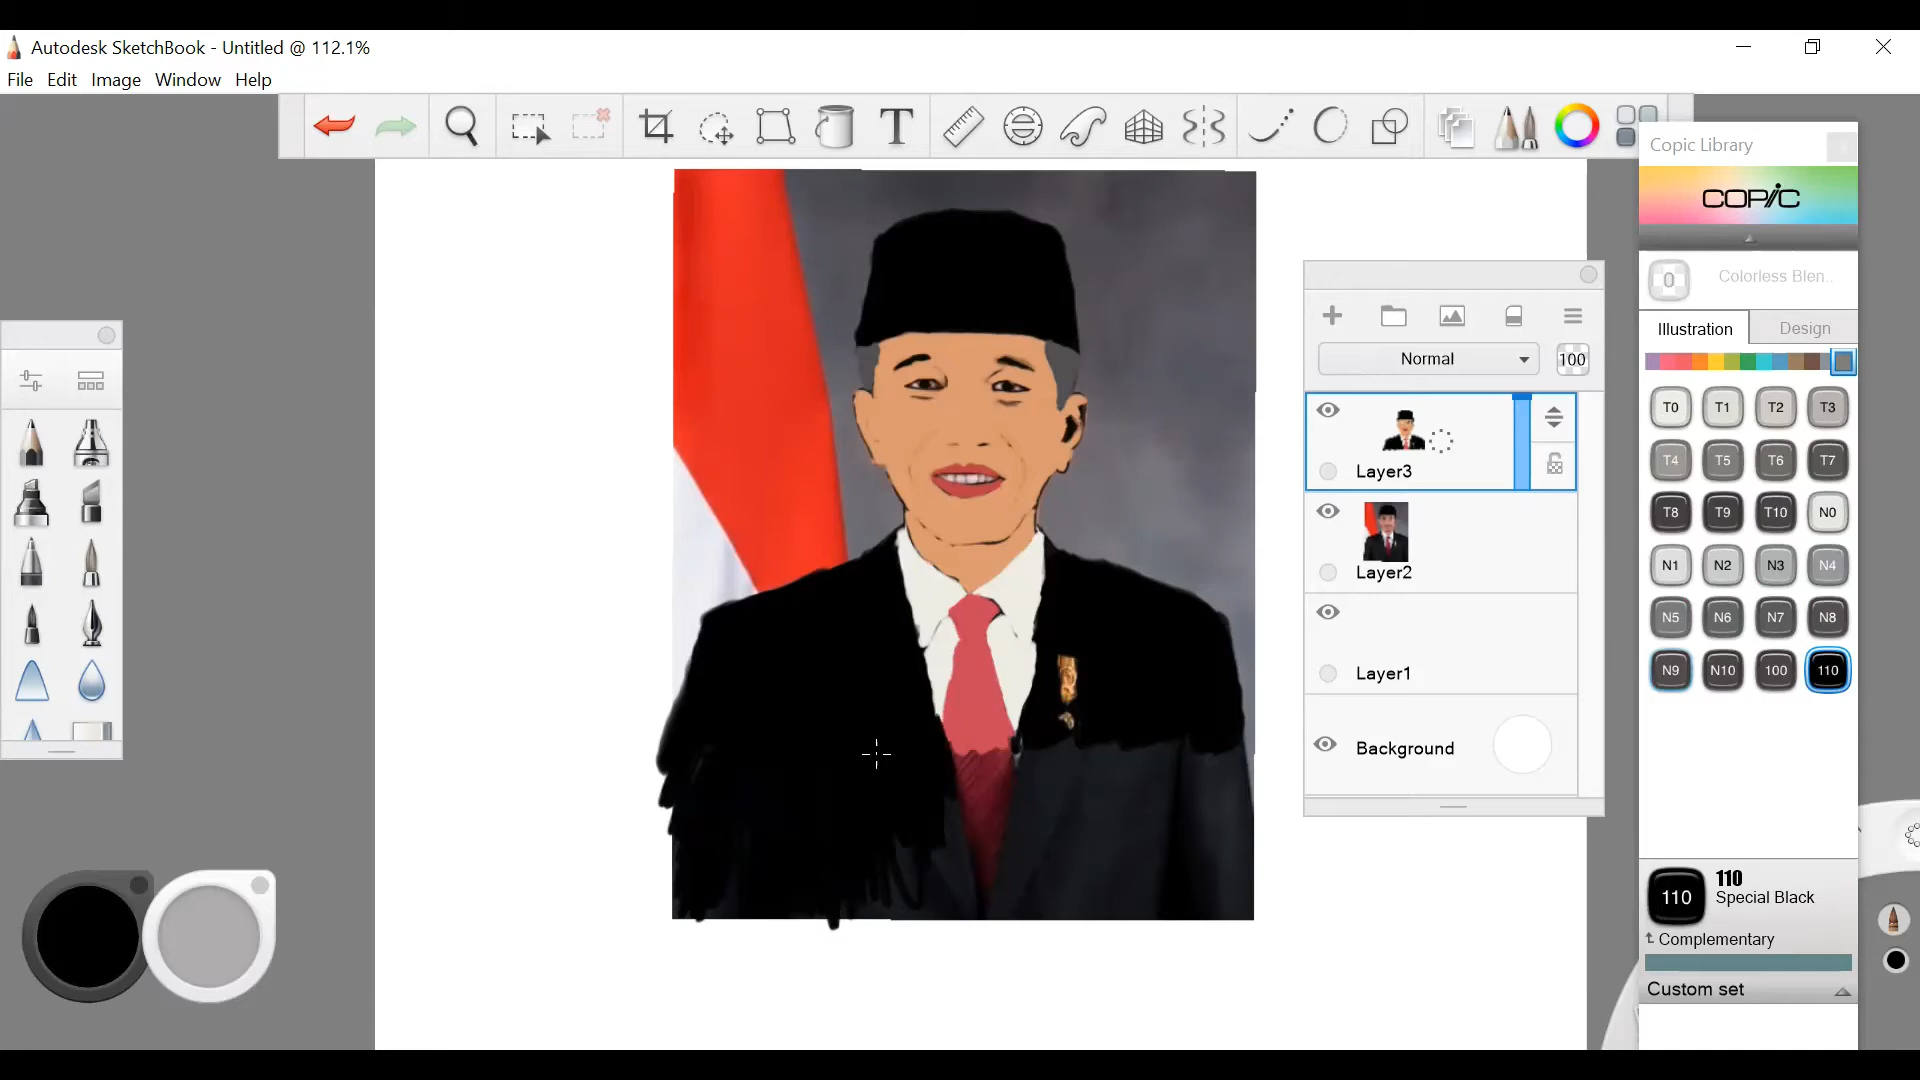 Autodesk SketchBook - Untitled @ 112.1%
File Edit Image Window Help
T
Copic Library
COPIC
0 Colorless Blen..
Illustration Design
Normal 100
T0 T1 T2 T3
T4 T5 T6 T7
T8 T9 T10 N0
N1 N2 N3 N4
N5 N6 N7 N8
N9 N10 100 110
Layer3
Layer2
Layer1
Background
110
110
Special Black
Complementary
Custom set